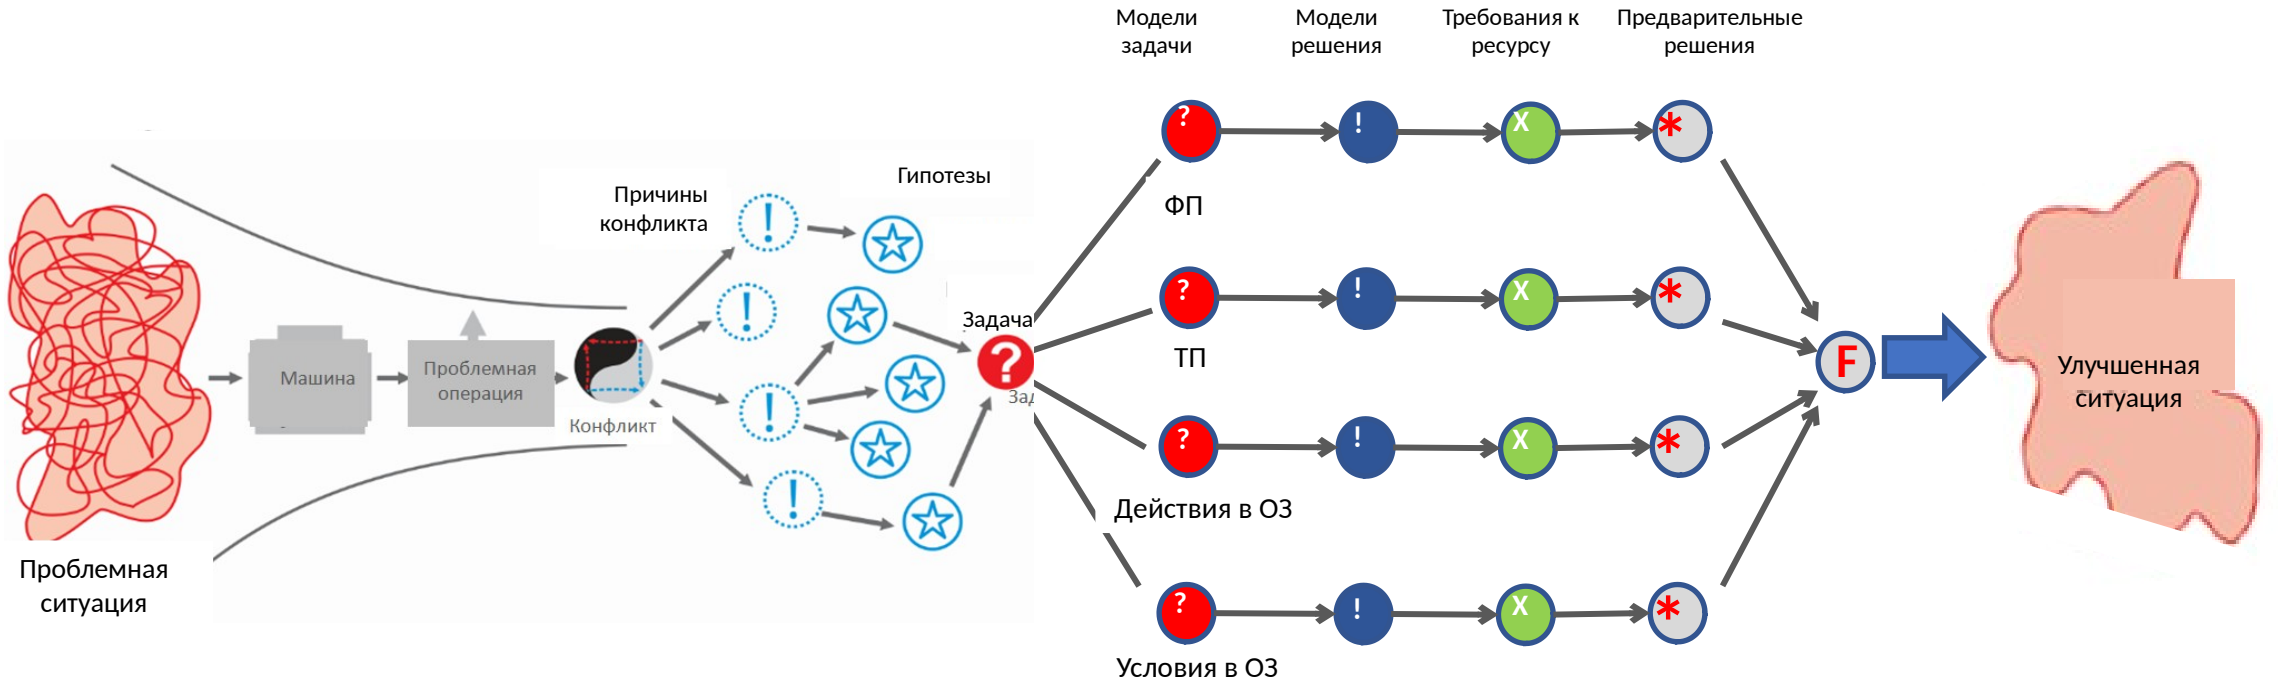 Модели
задачи
Модели
решения
Требования к
ресурсу
Предварительные
решения
? ! X *
Гипотезы
Причины
конфликта
!
ФП
? ! X *
!
Задача
?
ТП
Машина
Проблемная
операция
Конфликт
Зад
F
Улучшенная
ситуация
!
? ! X *
!
Действия в ОЗ
Проблемная
ситуация
? ! X *
Условия в ОЗ